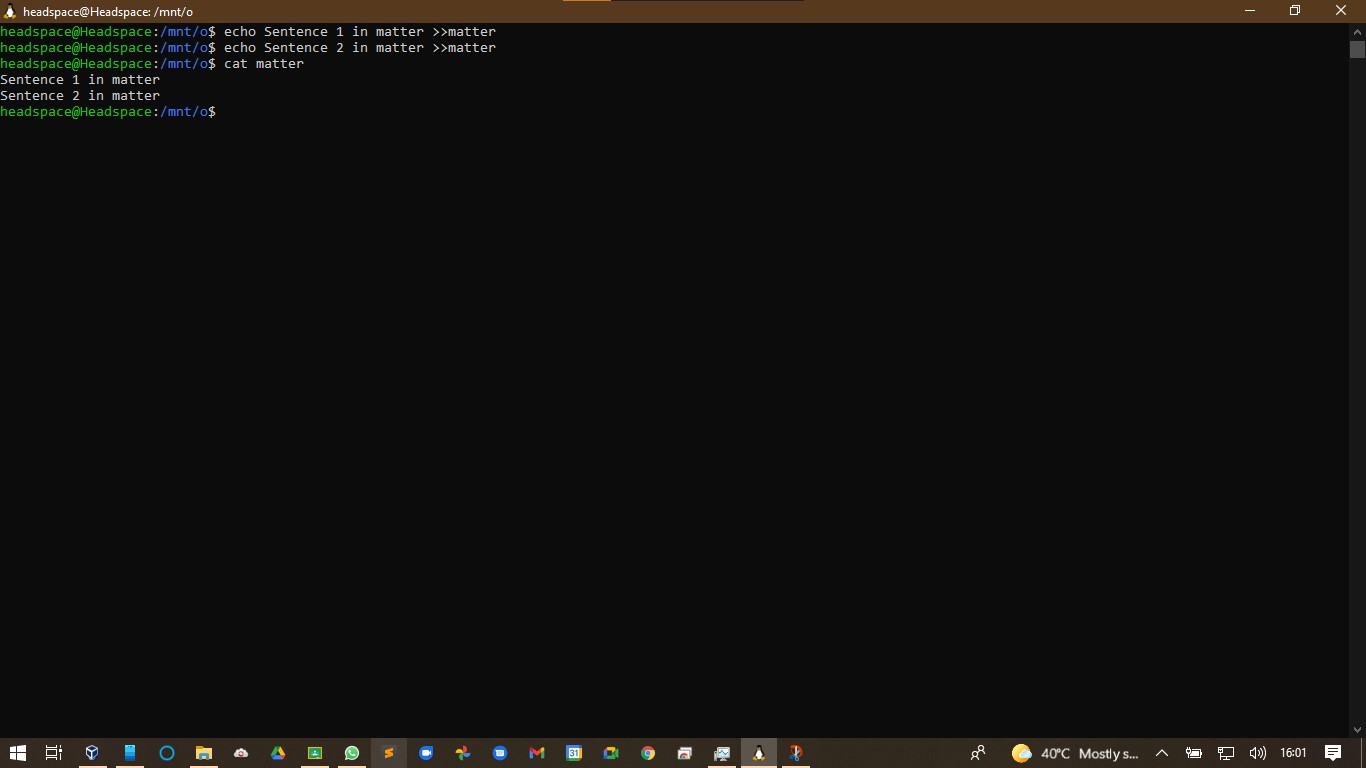 headspace@Headspace: /mnt/o
headspace@Headspace:/mnt/o$ echo Sentence 1 in matter >>matter
headspace@Headspace:/mnt/o$ echo Sentence 2 in matter >>matter
headspace@Headspace:/mnt/o$ cat matter
Sentence 1 in matter
Sentence 2 in matter
headspace@Headspace:/mnt/o$
31
40°C Mostly s...
16:01